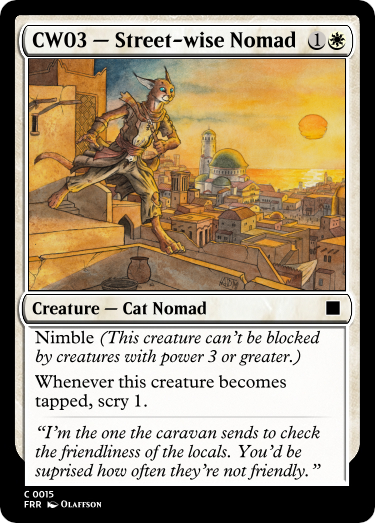 CW03 — Street-wise Nomad 1
Creature — Cat Nomad
Nimble (This creature can't be blocked
by creatures with power 3 or greater.)
Whenever this creature becomes
tapped, scry 1.
“I'm the one the caravan sends to check
the friendliness of the locals. You'd be
suprised how often they're not friendly.”
C 0015
FRR Olaffson